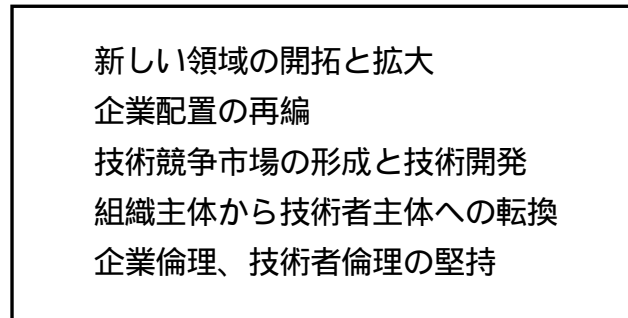 新しい領域の開拓と拡大
企業配置の再編
技術競争市場の形成と技術開発
組織主体から技術者主体への転換
企業倫理、技術者倫理の堅持